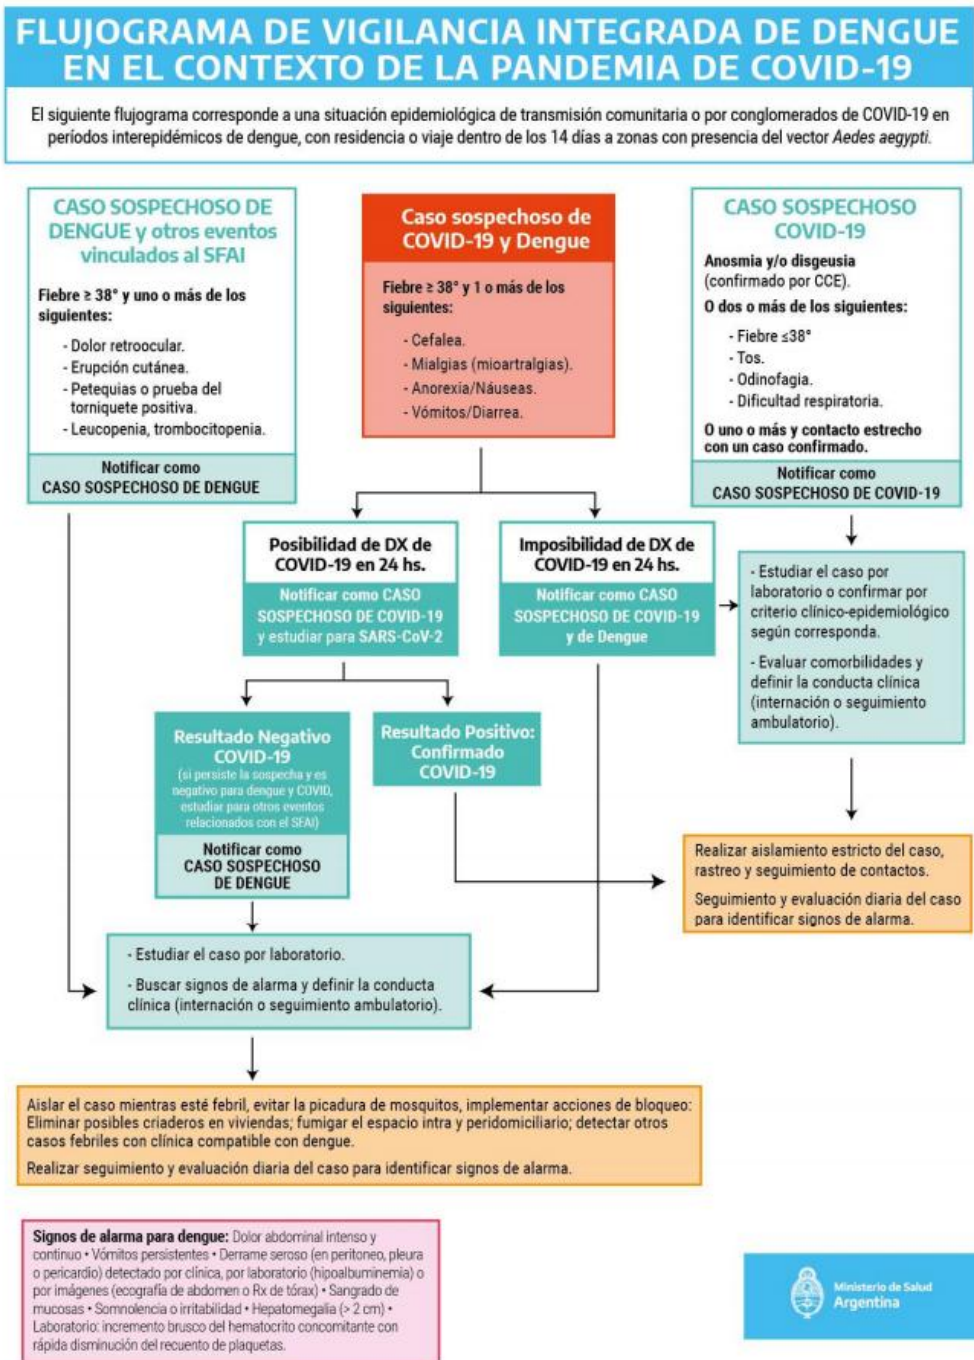 FLUJOGRAMA DE VIGILANCIA INTEGRADA DE DENGUE
EN EL CONTEXTO DE LA PANDEMIA DE COVID-19
El siguiente flujograma corresponde a una situación epidemiológica de transmisión comunitaria o por conglomerados de COVID-19 en
períodos interepidémicos de dengue, con residencia o viaje dentro de los 14 días a zonas con presencia del vector Aedes aegypti.
CASO SOSPECHOSO DE
DENGUE y otros eventos
vinculados al SFAI
Fiebre ≥ 38° y uno o más de los
siguientes:
- Dolor retroocular.
- Erupción cutánea.
- Petequias o prueba del
torniquete positiva.
- Leucopenia, trombocitopenia.
Notificar como
CASO SOSPECHOSO DE DENGUE
Caso sospechoso de
COVID-19 y Dengue
Fiebre ≥ 38° y 1 o más de los
siguientes:
- Cefalea.
- Mialgias (mioartralgias).
- Anorexia/Náuseas.
- Vómitos/Diarrea.
CASO SOSPECHOSO
COVID-19
Anosmia y/o disgeusia
(confirmado por CCE).
O dos o más de los siguientes:
- Fiebre ≤38°
- Tos.
- Odinofagia.
- Dificultad respiratoria.
O uno o más y contacto estrecho
con un caso confirmado.
Notificar como
CASO SOSPECHOSO DE COVID-19
Posibilidad de DX de
COVID-19 en 24 hs.
Notificar como CASO
SOSPECHOSO DE COVID-19
y estudiar para SARS-CoV-2
Imposibilidad de DX de
COVID-19 en 24 hs.
Notificar como CASO
SOSPECHOSO DE COVID-19
y de Dengue
- Estudiar el caso por
laboratorio o confirmar por
criterio clínico-epidemiológico
según corresponda.
- Evaluar comorbilidades y
definir la conducta clínica
(internación o seguimiento
ambulatorio).
Resultado Negativo
COVID-19
(si persiste la sospecha y es
negativo para dengue y COVID,
estudiar para otros eventos
relacionados con el SFAI)
Notificar como
CASO SOSPECHOSO
DE DENGUE
Resultado Positivo:
Confirmado
COVID-19
Realizar aislamiento estricto del caso,
rastreo y seguimiento de contactos.
Seguimiento y evaluación diaria del caso
para identificar signos de alarma.
- Estudiar el caso por laboratorio.
- Buscar signos de alarma y definir la conducta
clínica (internación o seguimiento ambulatorio).
Aislar el caso mientras esté febril, evitar la picadura de mosquitos, implementar acciones de bloqueo:
Eliminar posibles criaderos en viviendas; fumigar el espacio intra y peridomiciliario; detectar otros
casos febriles con clínica compatible con dengue.
Realizar seguimiento y evaluación diaria del caso para identificar signos de alarma.
Signos de alarma para dengue: Dolor abdominal intenso y
continuo • Vómitos persistentes • Derrame seroso (en peritoneo, pleura
o pericardio) detectado por clínica, por laboratorio (hipoalbuminemia) o
por imágenes (ecografía de abdomen o Rx de tórax) • Sangrado de
mucosas • Somnolencia o irritabilidad • Hepatomegalia (> 2 cm) •
Laboratorio: incremento brusco del hematocrito concomitante con
rápida disminución del recuento de plaquetas.
Ministerio de Salud
Argentina